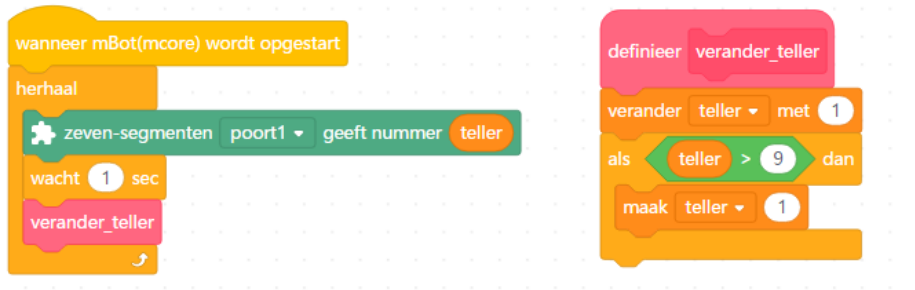 wanneer mBot(mcore) wordt opgestart
herhaal
zeven-segmenten poort1 geeft nummer teller
wacht 1 sec
verander_teller
definieer verander_teller
verander teller met 1
als teller > 9 dan
maak teller 1